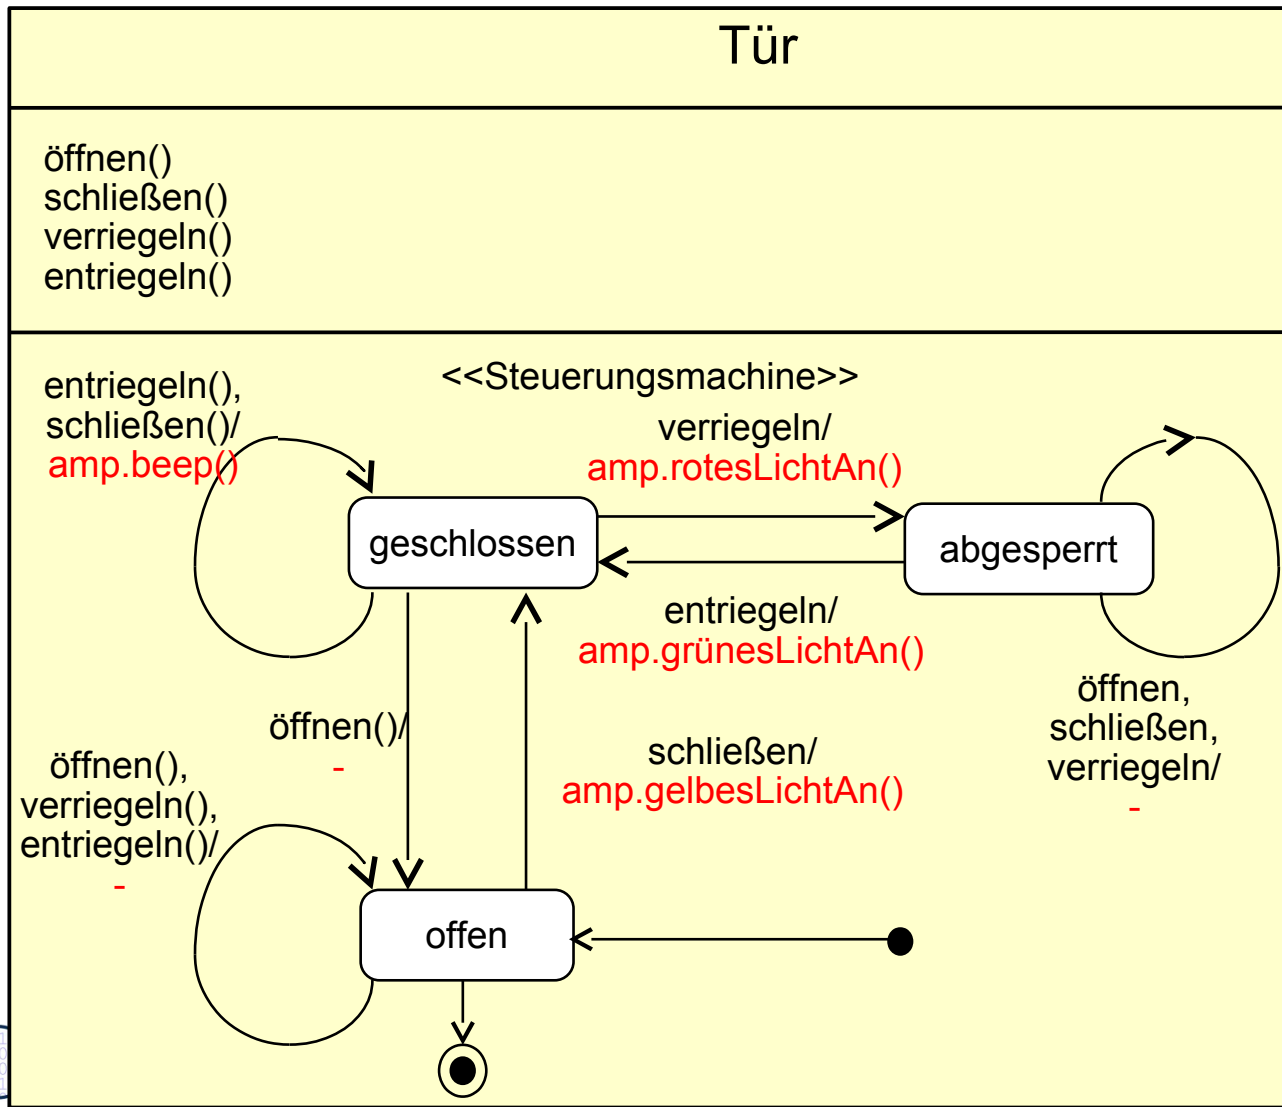 Tür
öffnen()
schließen()
verriegeln()
entriegeln()
<<Steuerungsmachine>>
entriegeln(),
schließen()/
amp.beep()
verriegeln/
amp.rotesLichtAn()
geschlossen
abgesperrt
entriegeln/
amp.grünesLichtAn()
öffnen,
schließen,
verriegeln/
-
öffnen()/
-
schließen/
amp.gelbesLichtAn()
öffnen(),
verriegeln(),
entriegeln()/
-
offen